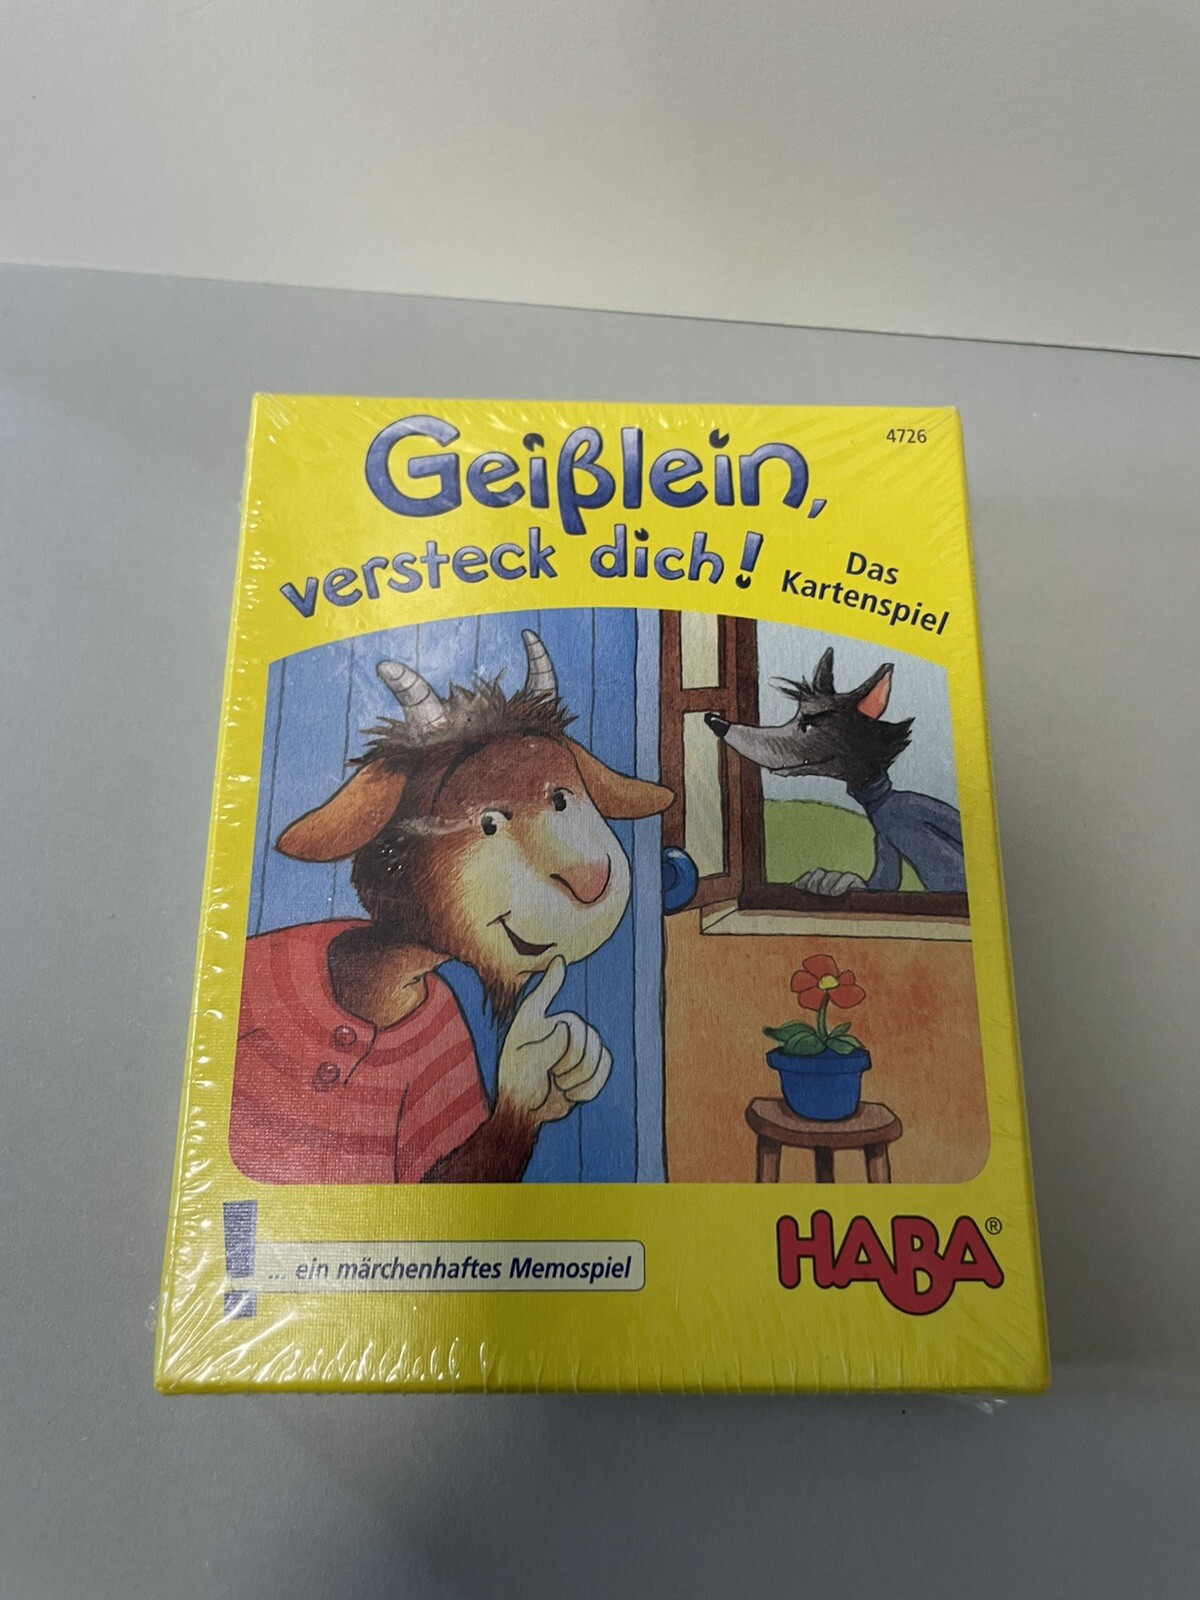 4726
Geißlein,
versteck dich!
Das
Kartenspiel
... ein märchenhaftes Memospiel
HABA®